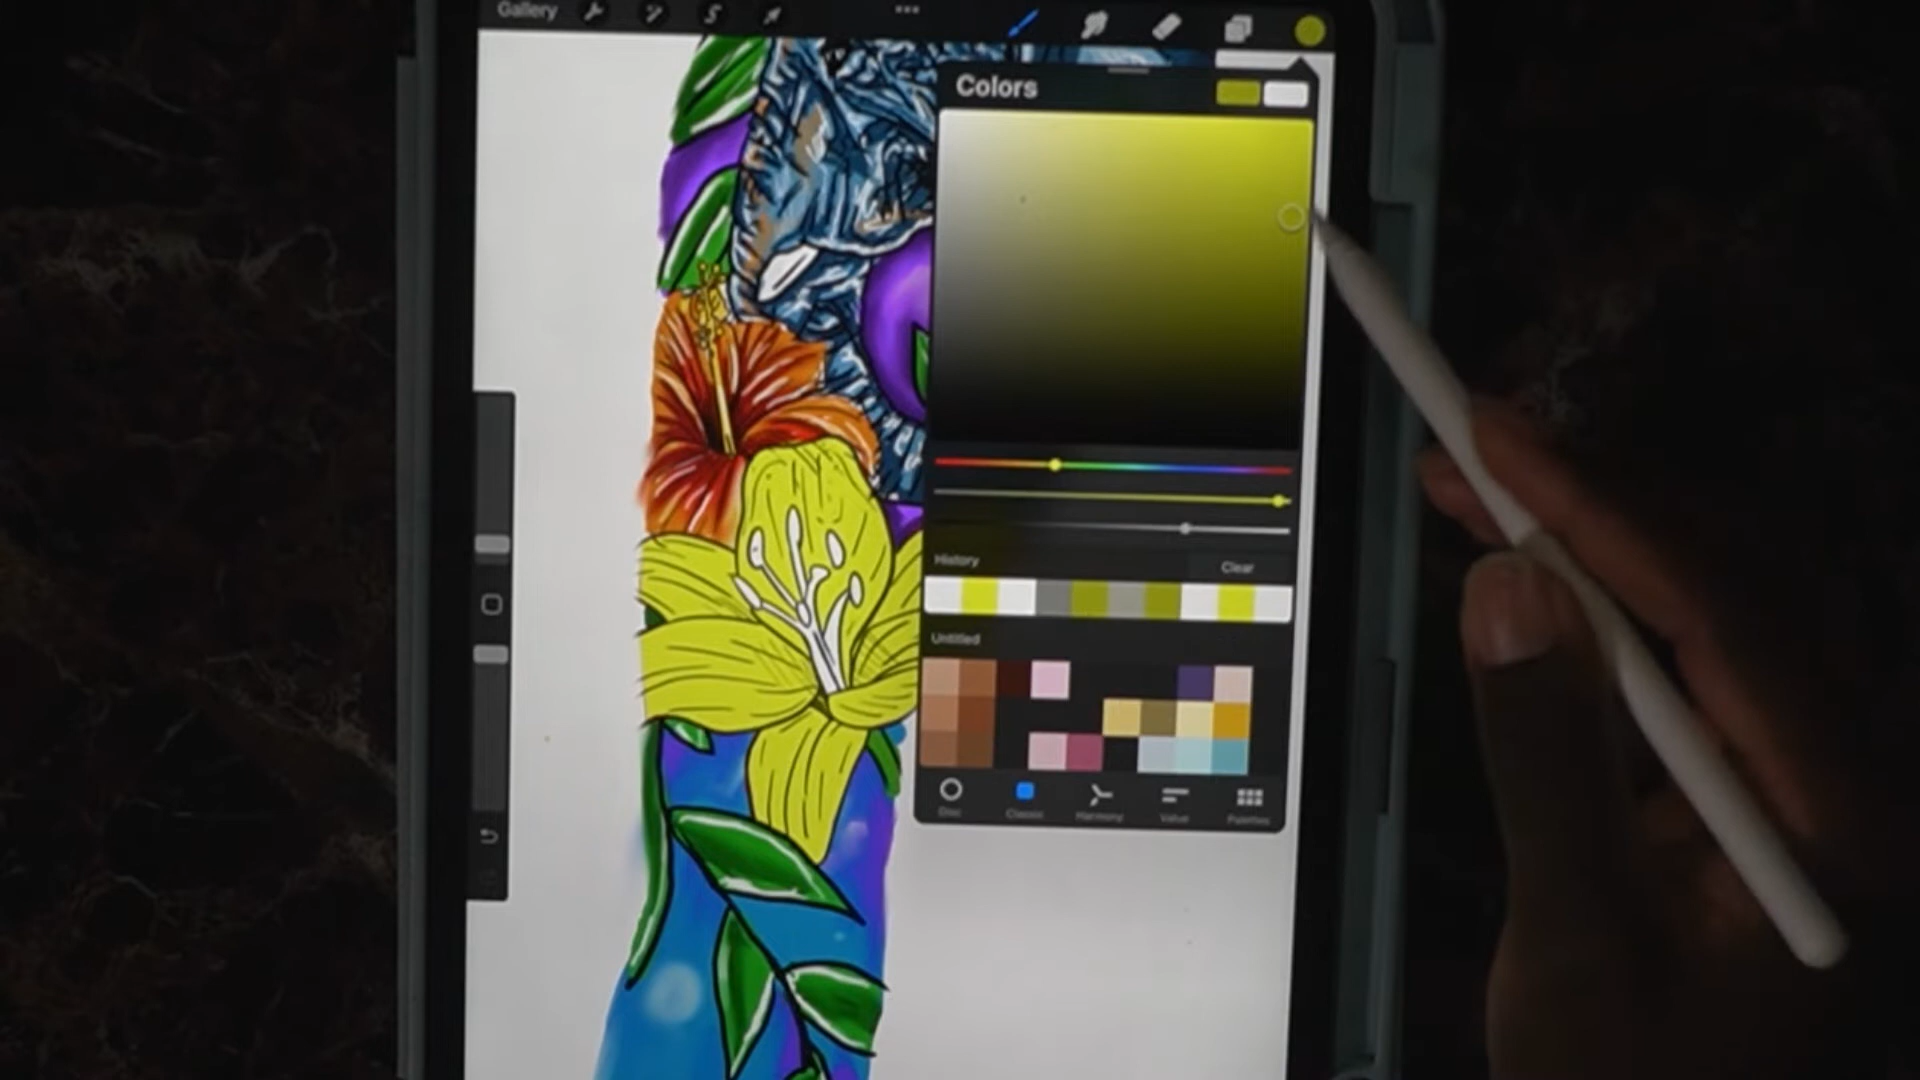 Gallery
Colors
History
Clear
Untitled
Disc
Classic
Harmony
Value
Palettes